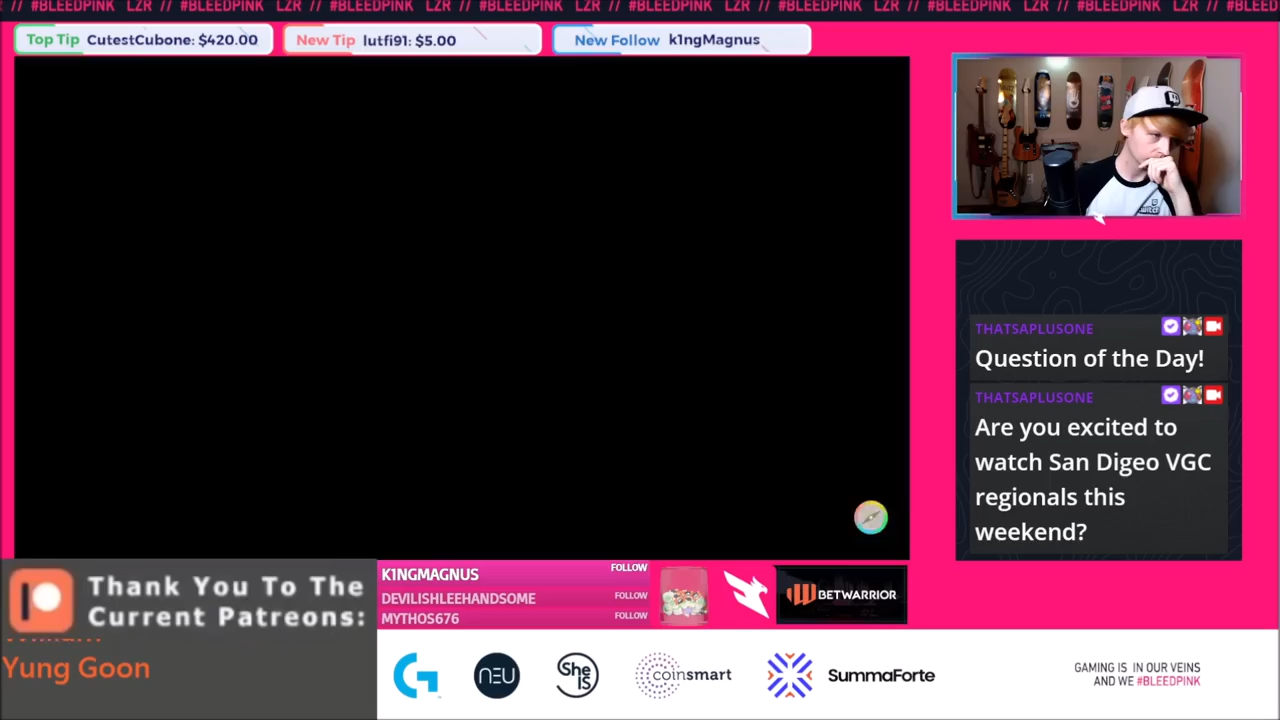 // #BLEEDPINK LZR // #BLEEDPINK LZR // #BLEEDPINK LZR // #BLEEDPINK LZR // #BLEEDPINK LZR // #BLEEDPINK LZR // #BLEEDPINK LZR // #BLEEDPINK LZR // #BLEED
Top Tip CutestCubone: $420.00
New Tip lutfi91: $5.00
New Follow k1ngMagnus
THATSAPLUSONE
Question of the Day!
THATSAPLUSONE
Are you excited to
watch San Digeo VGC
regionals this
weekend?
Thank You To The
Current Patreons:
Yung Goon
K1NGMAGNUS FOLLOW
DEVILISHLEEHANDSOME FOLLOW
MYTHOS676 FOLLOW
BETWARRIOR
G
NEU
She IS
coinsmart
SummaForte
GAMING IS IN OUR VEINS
AND WE #BLEEDPINK